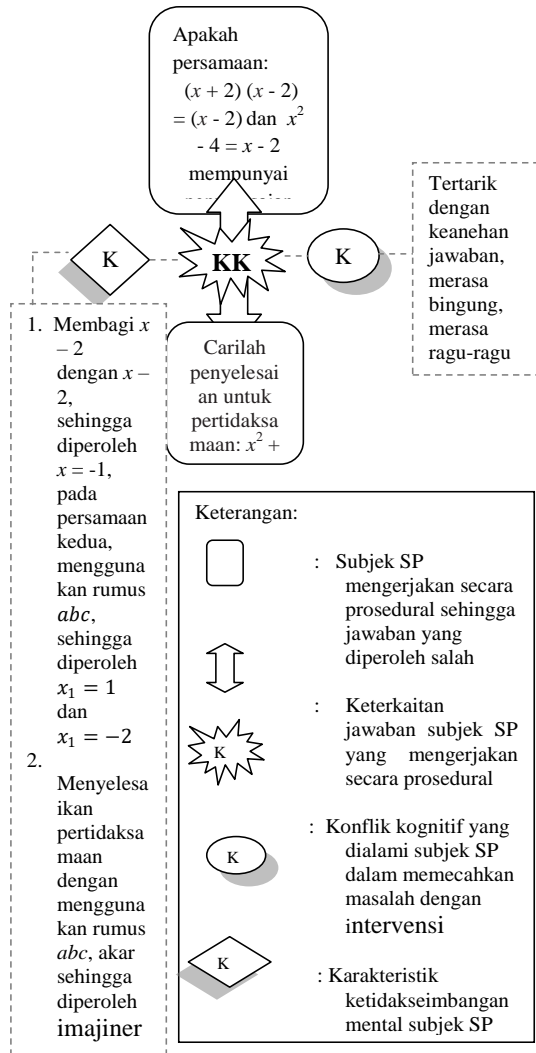 Apakah
persamaan:
(x + 2) (x - 2)
= (x - 2) dan x²
- 4 = x - 2
mempunyai
K
KK
K
Tertarik
dengan
keanehan
jawaban,
merasa
bingung,
merasa
ragu-ragu
1. Membagi x
– 2
dengan x –
2,
sehingga
diperoleh
x = -1,
pada
persamaan
kedua,
mengguna
kan rumus
abc,
sehingga
diperoleh
x₁ = 1
dan
x₁ = −2
2.
Menyelesa
ikan
pertidaksa
maan
dengan
mengguna
kan rumus
abc, akar
sehingga
diperoleh
imajiner
Carilah
penyelesai
an untuk
pertidaksa
maan: x² +
Keterangan:
: Subjek SP
mengerjakan secara
prosedural sehingga
jawaban yang
diperoleh salah
: Keterkaitan
jawaban subjek SP
yang mengerjakan
secara prosedural
K
: Konflik kognitif yang
dialami subjek SP
dalam memecahkan
masalah dengan
intervensi
K
: Karakteristik
ketidakseimbangan
mental subjek SP
K